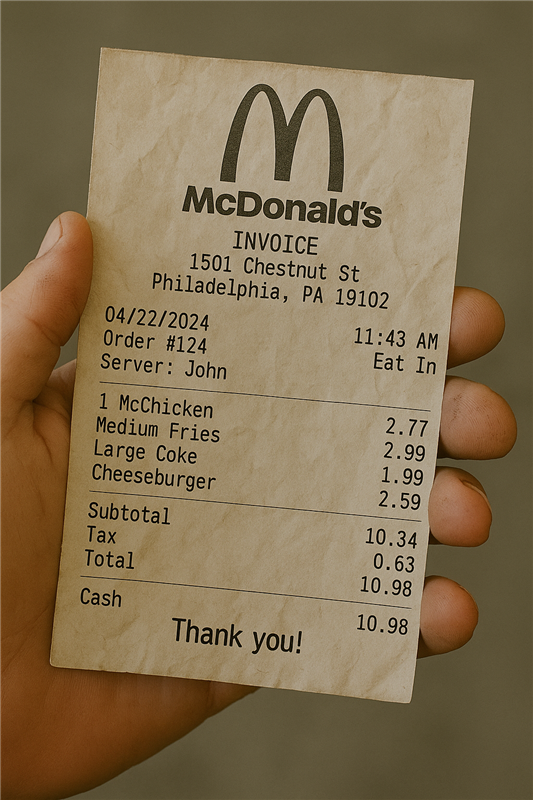 McDonald's
INVOICE
1501 Chestnut St
Philadelphia, PA 19102
04/22/2024 11:43 AM
Order #124 Eat In
Server: John
1 McChicken 2.77
Medium Fries 2.99
Large Coke 1.99
Cheeseburger 2.59
Subtotal 10.34
Tax 0.63
Total 10.98
Cash 10.98
Thank you!